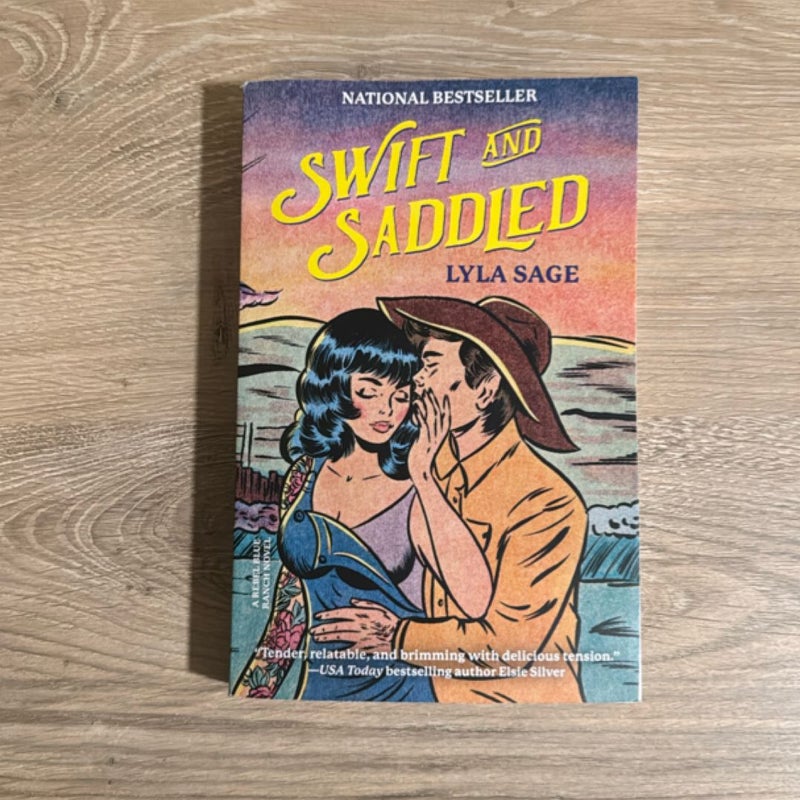 NATIONAL BESTSELLER
SWIFT AND
SADDLED
LYLA SAGE
A REBEL BLUE
RANCH NOVEL
“Tender, relatable, and brimming with delicious tension.”
—USA Today bestselling author Elsie Silver